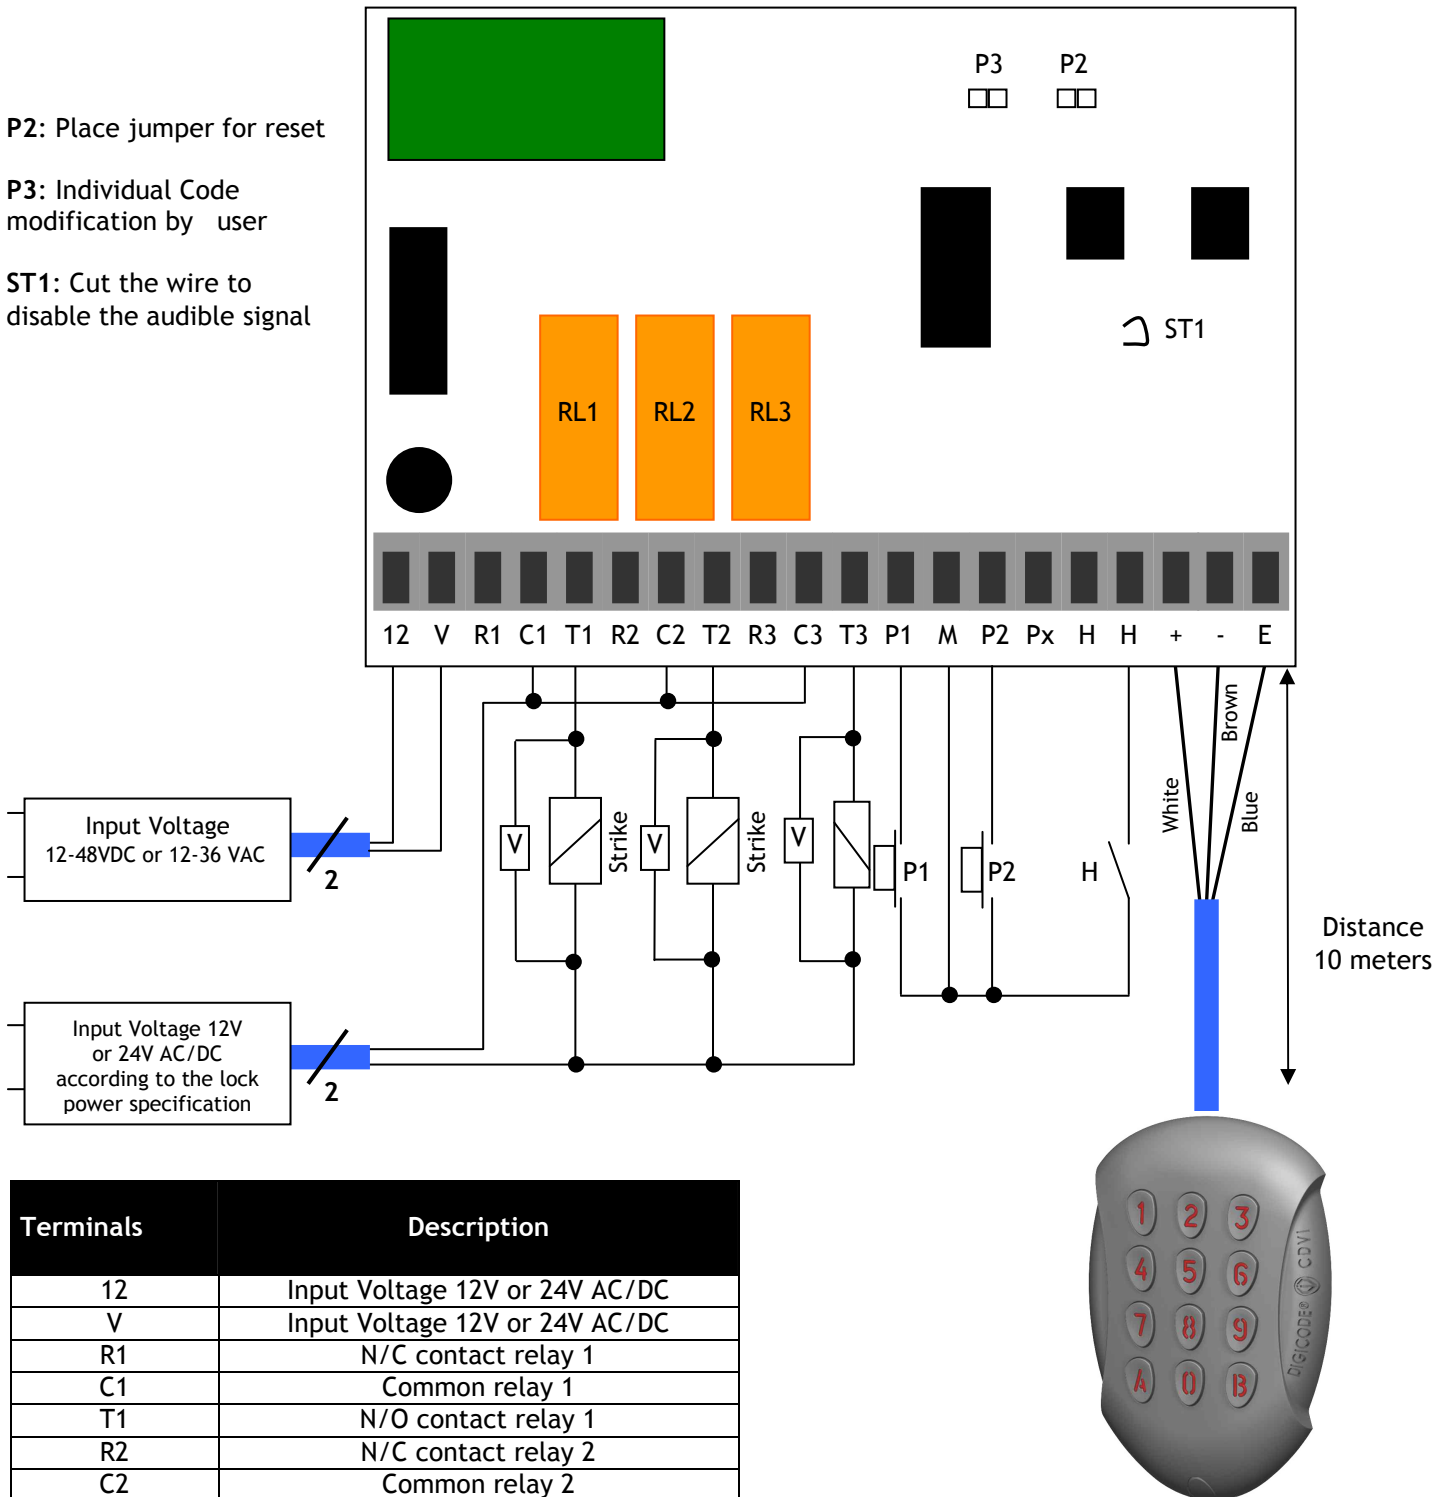 P3 P2
P2: Place jumper for reset
P3: Individual Code
modification by user
ST1: Cut the wire to
disable the audible signal
ST1
RL1 RL2 RL3
12 V R1 C1 T1 R2 C2 T2 R3 C3 T3 P1 M P2 Px H H + - E
White
Brown
Blue
Input Voltage
12-48VDC or 12-36 VAC
2
V
Strike
V
Strike
V
P1
P2
H
Distance
10 meters
Input Voltage 12V
or 24V AC/DC
according to the lock
power specification
2
Terminals Description
12 Input Voltage 12V or 24V AC/DC
V Input Voltage 12V or 24V AC/DC
R1 N/C contact relay 1
C1 Common relay 1
T1 N/O contact relay 1
R2 N/C contact relay 2
C2 Common relay 2
1 2 3
4 5 6
7 8 9
A 0 B
DIGICODE® CDVI